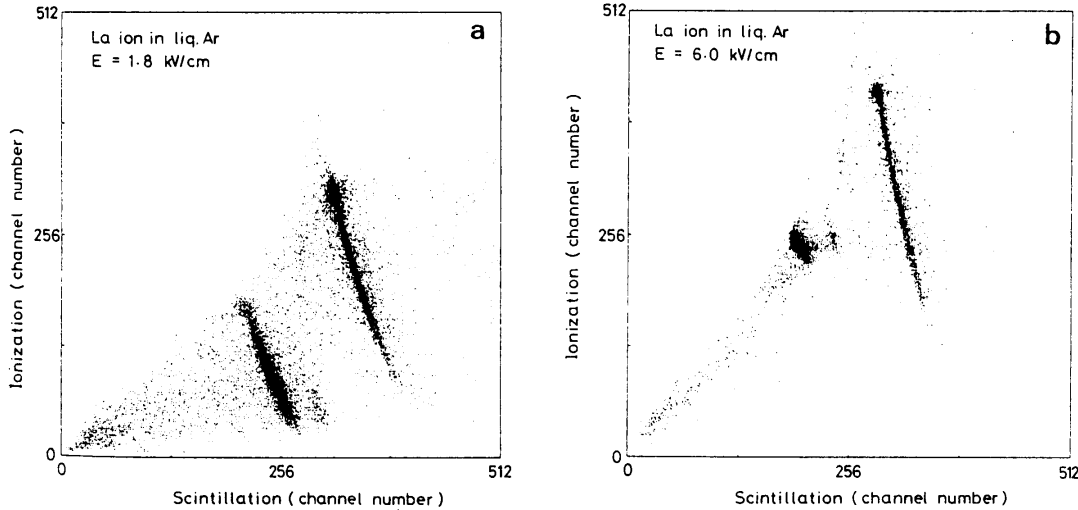 512
La ion in liq. Ar
E = 1.8 kV/cm
a
Ionization (channel number)
256
0
0
256
512
Scintillation (channel number)
512
La ion in liq. Ar
E = 6.0 kV/cm
b
Ionization (channel number)
256
0
0
256
512
Scintillation (channel number)